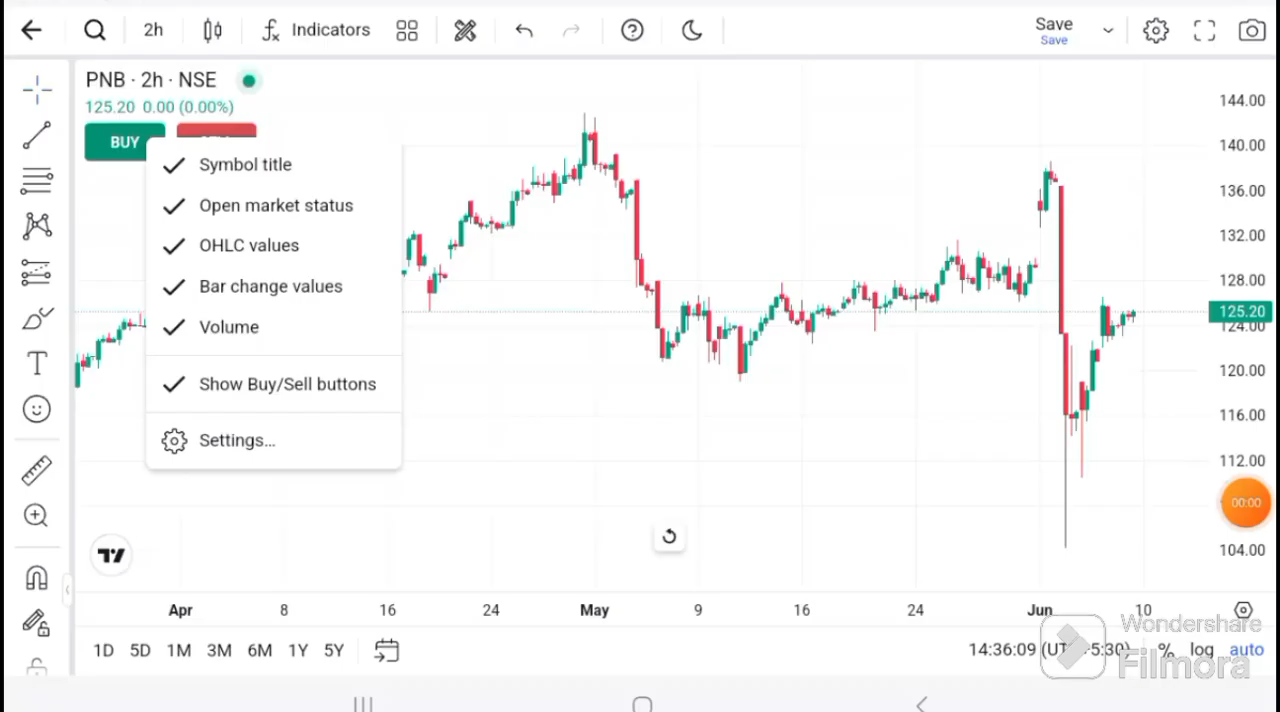 2h
Indicators
Save
Save
PNB · 2h · NSE
125.20 0.00 (0.00%)
BUY
Symbol title
Open market status
OHLC values
Bar change values
Volume
Show Buy/Sell buttons
Settings...
144.00
140.00
136.00
132.00
128.00
125.20
124.00
120.00
116.00
112.00
00:00
104.00
Apr 8 16 24 May 9 16 24 Jun 10
1D 5D 1M 3M 6M 1Y 5Y
14:36:09 5:30) % log auto
Wondershare
Filmora